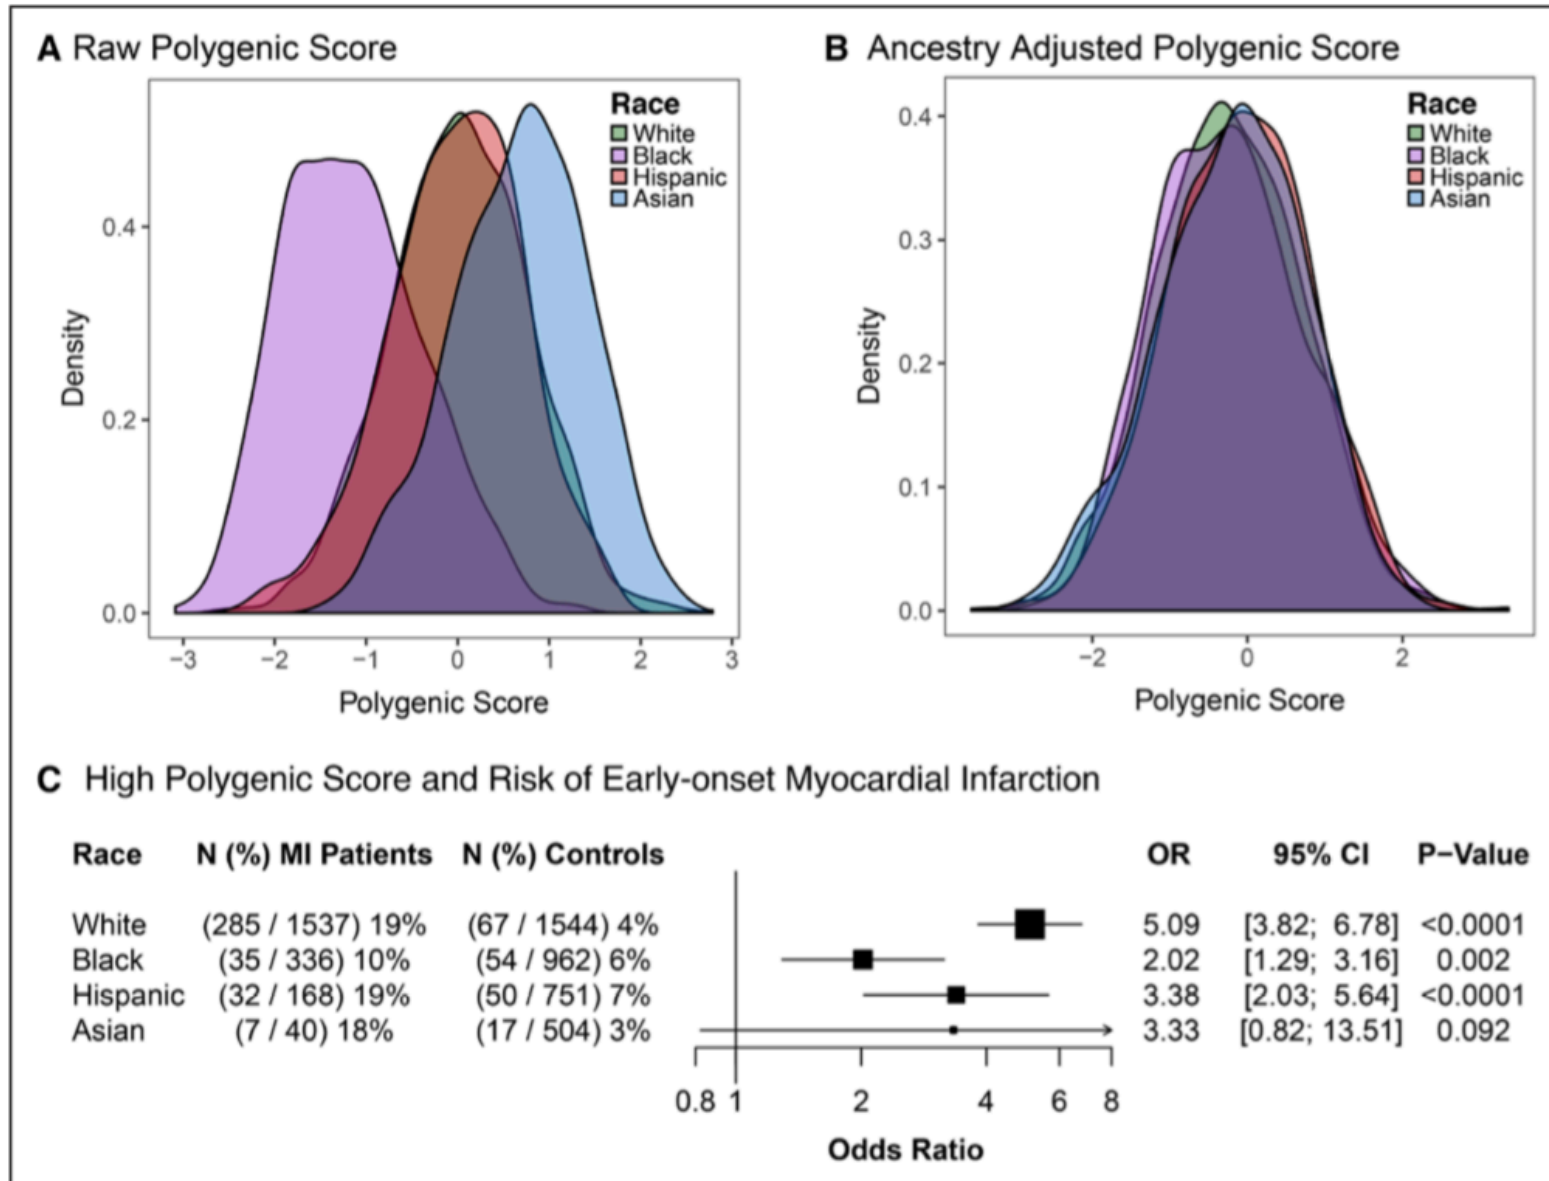 A Raw Polygenic Score
Race
White
Black
Hispanic
Asian
Density
0.4
0.2
0.0
−3 −2 −1 0 1 2 3
Polygenic Score
B Ancestry Adjusted Polygenic Score
Race
White
Black
Hispanic
Asian
Density
0.4
0.3
0.2
0.1
0.0
−2 0 2
Polygenic Score
C High Polygenic Score and Risk of Early-onset Myocardial Infarction
Race N (%) MI Patients N (%) Controls OR 95% CI P−Value
White (285 / 1537) 19% (67 / 1544) 4% 5.09 [3.82; 6.78] <0.0001
Black (35 / 336) 10% (54 / 962) 6% 2.02 [1.29; 3.16] 0.002
Hispanic (32 / 168) 19% (50 / 751) 7% 3.38 [2.03; 5.64] <0.0001
Asian (7 / 40) 18% (17 / 504) 3% 3.33 [0.82; 13.51] 0.092
0.8 1 2 4 6 8
Odds Ratio